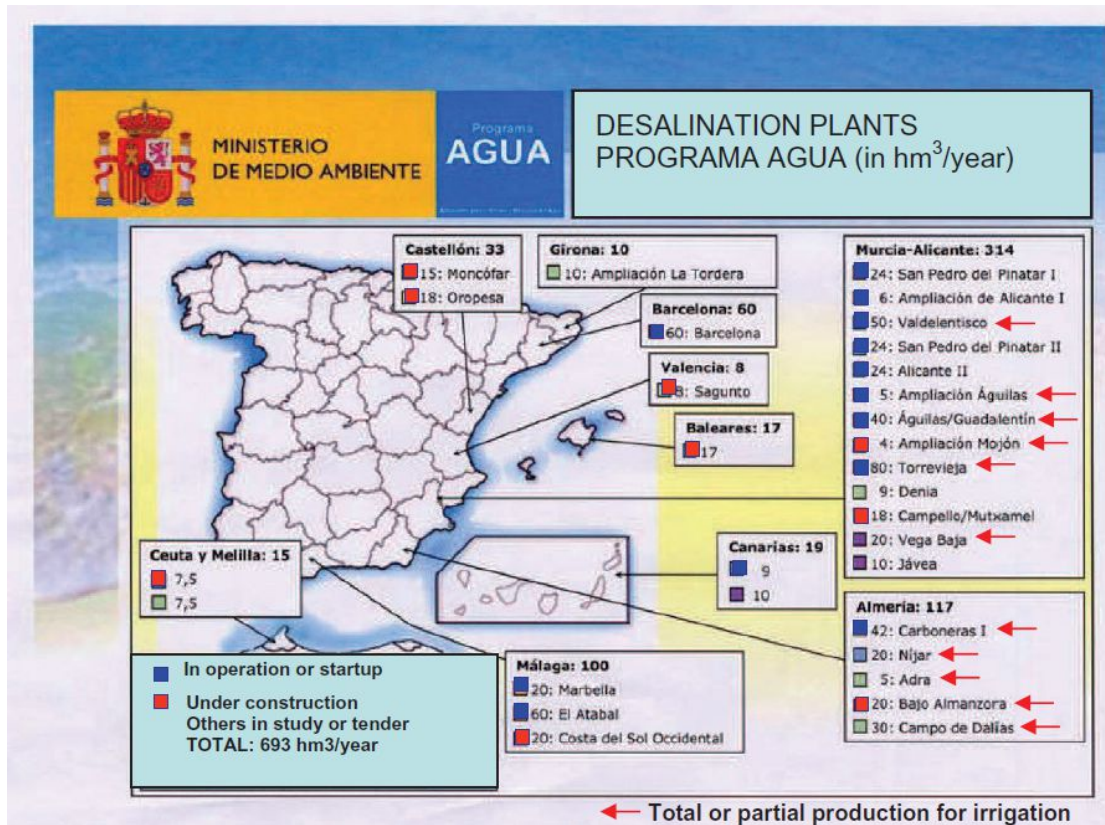 MINISTERIO
DE MEDIO AMBIENTE
Programa
AGUA
DESALINATION PLANTS
PROGRAMA AGUA (in hm³/year)
Castellón: 33
15: Moncófar
18: Oropesa
Girona: 10
10: Ampliación La Tordera
Barcelona: 60
60: Barcelona
Valencia: 8
8: Sagunto
Baleares: 17
17
Murcia-Alicante: 314
24: San Pedro del Pinatar I
6: Ampliación de Alicante I
50: Valdelentisco
24: San Pedro del Pinatar II
24: Alicante II
5: Ampliación Águilas
40: Águilas/Guadalentín
4: Ampliación Mojón
80: Torrevieja
9: Denia
18: Campello/Mutxamel
20: Vega Baja
10: Jávea
Ceuta y Melilla: 15
7,5
7,5
Canarias: 19
9
10
Almería: 117
42: Carboneras I
20: Níjar
5: Adra
20: Bajo Almanzora
30: Campo de Dalías
Málaga: 100
20: Marbella
60: El Atabal
20: Costa del Sol Occidental
In operation or startup
Under construction
Others in study or tender
TOTAL: 693 hm3/year
Total or partial production for irrigation